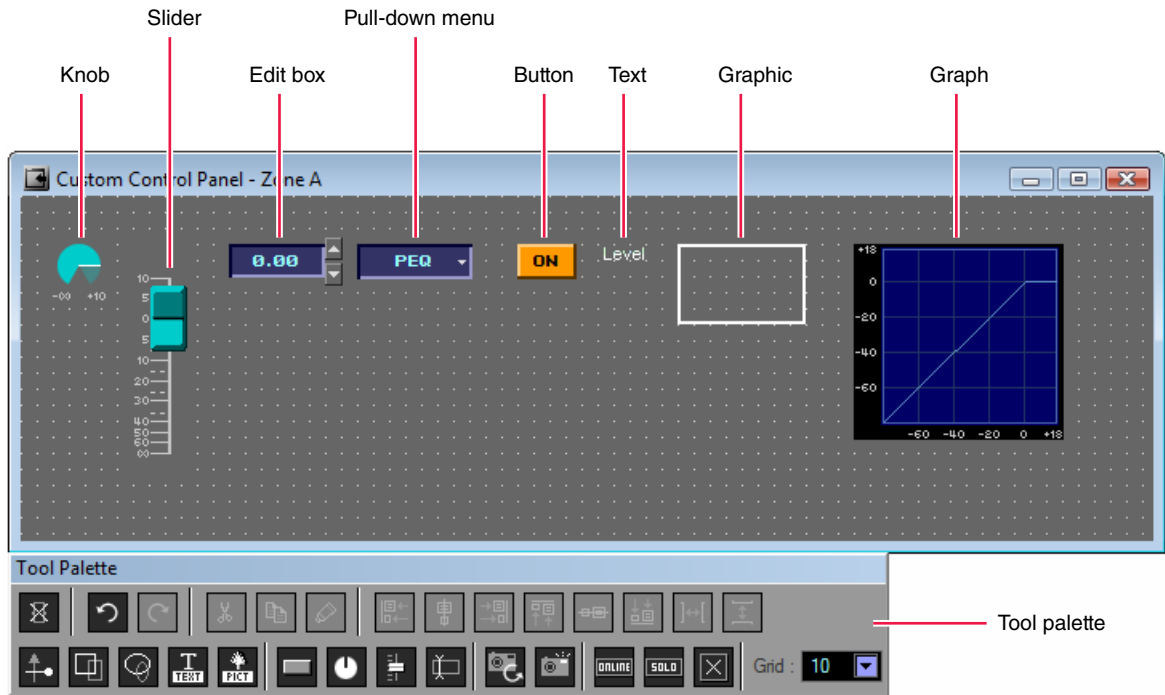 Slider
Pull-down menu
Knob
Edit box
Button
Text
Graphic
Graph
Custom Control Panel - Zone A
0.00
PEQ
ON
Level
-∞ +10
10
5
0
5
10
20
30
40
50
60
∞
+18
0
-20
-40
-60
-60 -40 -20 0 +18
Tool Palette
Tool palette
TEXT
PICT
ONLINE
SOLO
Grid : 10